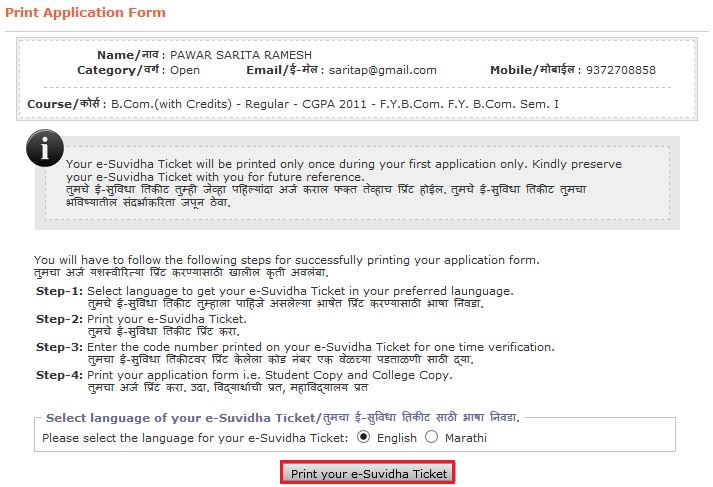 Print Application Form
Name/नाव : PAWAR SARITA RAMESH
Category/वर्ग : Open Email/ई-मेल : saritap@gmail.com Mobile/मोबाईल : 9372708858
Course/कोर्स : B.Com.(with Credits) - Regular - CGPA 2011 - F.Y.B.Com. F.Y. B.Com. Sem. I
i
Your e-Suvidha Ticket will be printed only once during your first application only. Kindly preserve
your e-Suvidha Ticket with you for future reference.
तुमचे ई-सुविधा तिकीट तुम्ही जेव्हा पहिल्यांदा अर्ज कराल फक्त तेव्हाच प्रिंट होईल. तुमचे ई-सुविधा तिकीट तुमचा
भविष्यातील संदर्भाकरिता जपून ठेवा.
You will have to follow the following steps for successfully printing your application form.
तुमचा अर्ज यशस्वीरित्या प्रिंट करण्यासाठी खालील कृती अवलंबा.
Step-1: Select language to get your e-Suvidha Ticket in your preferred launguage.
तुमचे ई-सुविधा तिकीट तुम्हाला पाहिजे असलेल्या भाषेत प्रिंट करण्यासाठी भाषा निवडा.
Step-2: Print your e-Suvidha Ticket.
तुमचे ई-सुविधा तिकीट प्रिंट करा.
Step-3: Enter the code number printed on your e-Suvidha Ticket for one time verification.
तुमचा ई-सुविधा तिकीटवर प्रिंट केलेला कोड नंबर एक वेळच्या पडताळणी साठी द्या.
Step-4: Print your application form i.e. Student Copy and College Copy.
तुमचा अर्ज प्रिंट करा. उदा. विद्यार्थाची प्रत, महाविद्यालय प्रत
Select language of your e-Suvidha Ticket/तुमचा ई-सुविधा तिकीट साठी भाषा निवडा.
Please select the language for your e-Suvidha Ticket: English Marathi
Print your e-Suvidha Ticket